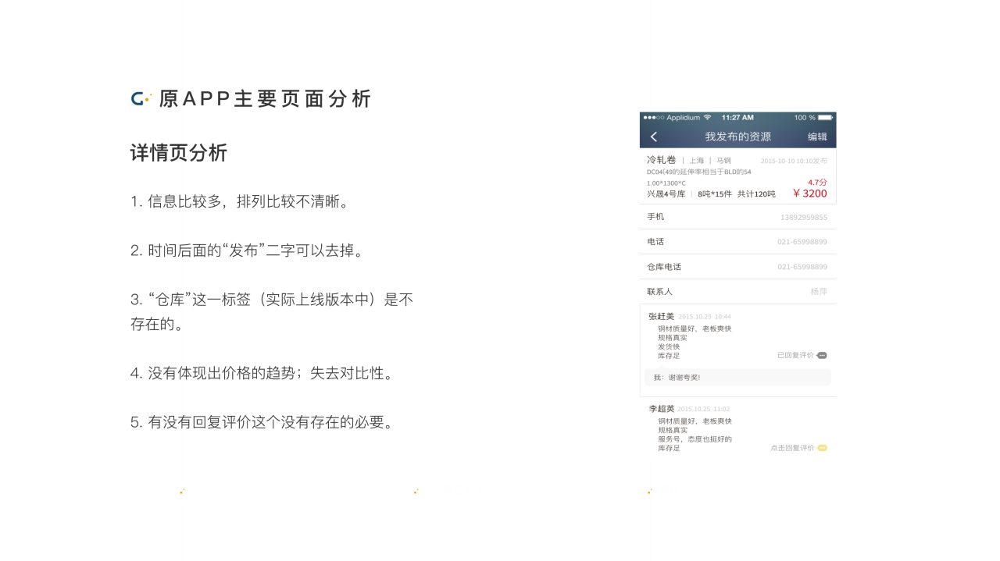 原APP主要页面分析
详情页分析
1. 信息比较多，排列比较不清晰。
2. 时间后面的“发布”二字可以去掉。
3. “仓库”这一标签（实际上线版本中）是不
存在的。
4. 没有体现出价格的趋势；失去对比性。
5. 有没有回复评价这个没有存在的必要。
Applidium 11:27 AM 100 %
我发布的资源 编辑
冷轧卷 | 上海 | 马钢 2015-10-10 10:10发布
DC04(49的延伸率相当于BLD的54
1.00*1300*C 4.7分
兴晟4号库 | 8吨*15件 共计120吨 ￥3200
手机 13892959855
电话 021-65998899
仓库电话 021-65998899
联系人 杨萍
张赶美 2015.10.25 10:44
钢材质量好，老板爽快
规格真实
发货快
库存足 已回复评价
我：谢谢夸奖!
李超英 2015.10.25 11:02
钢材质量好，老板爽快
规格真实
服务号，态度也挺好的
库存足 点击回复评价